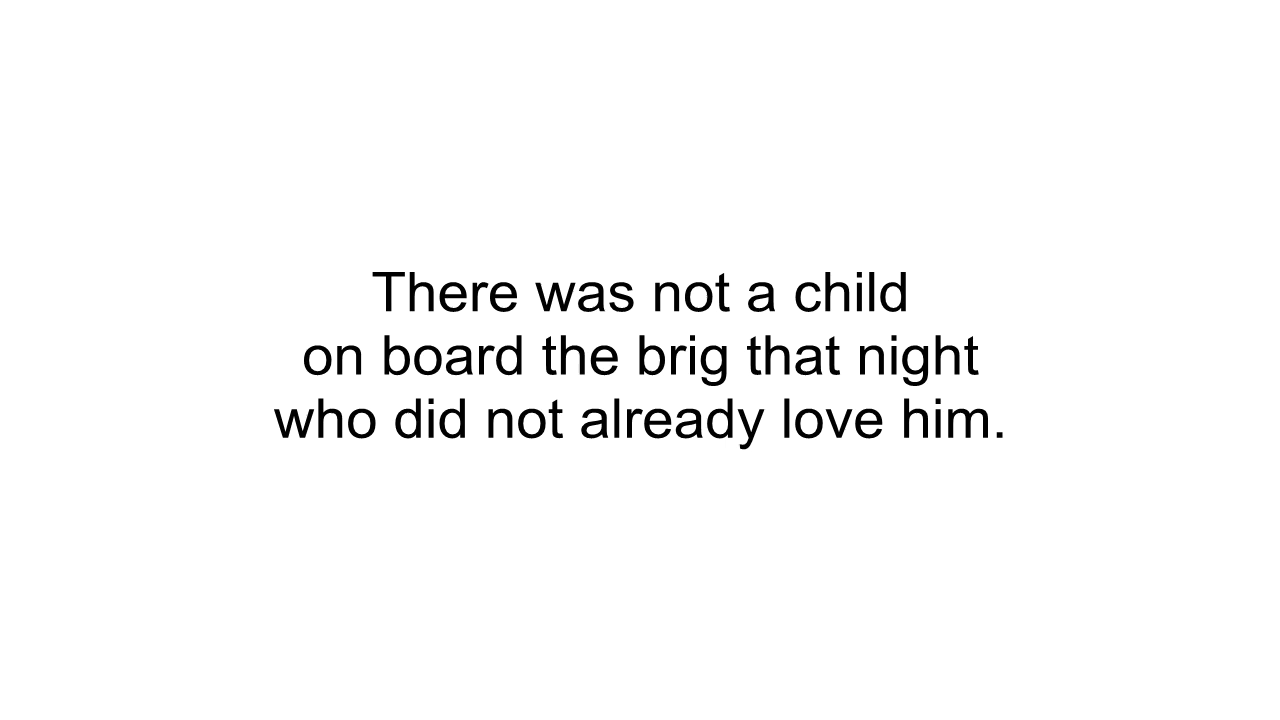 There was not a child
on board the brig that night
who did not already love him.